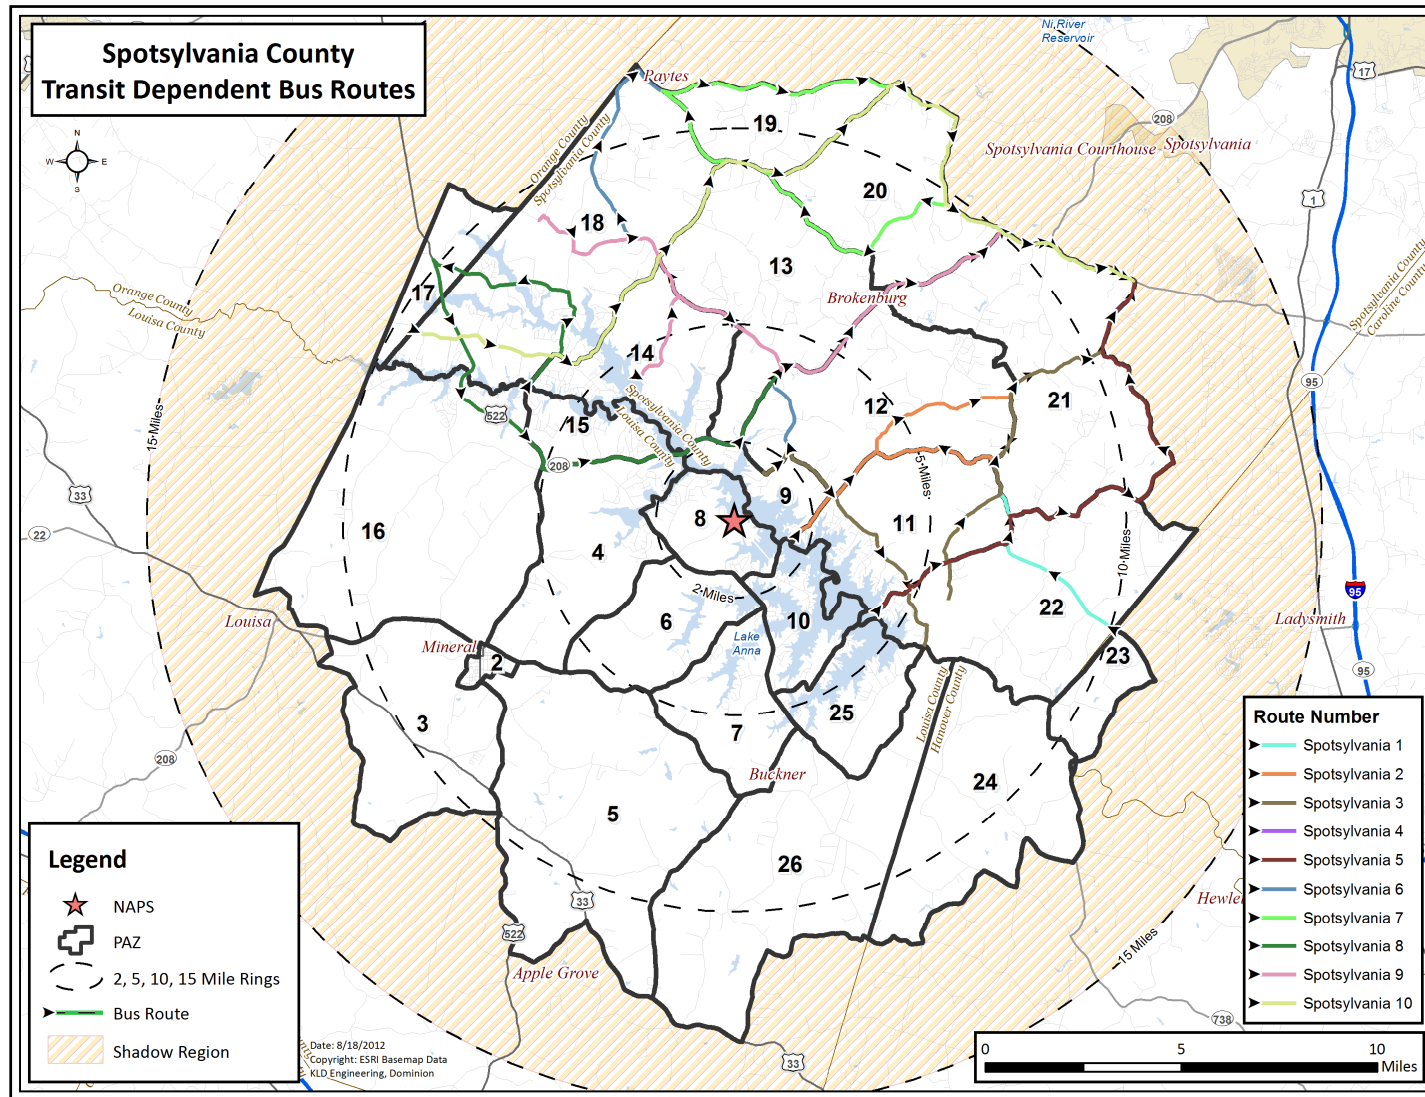 Spotsylvania County
Transit Dependent Bus Routes
N
W E
S
Ni River
Reservoir
17
208
Spotsylvania Courthouse
Spotsylvania
1
Paytes
Orange County
Spotsylvania County
19
20
18
13
17
Orange County
Louisa County
Brokenburg
Spotsylvania County
Caroline County
14
15 Miles
522
15
Spotsylvania County
Louisa County
12
21
95
208
33
5 Miles
9
8
11
22
16
4
10 Miles
2 Miles
95
6
10
22
Louisa
Mineral
Lake
Anna
Ladysmith
2
23
95
3
7
25
Louisa County
Hanover County
208
Buckner
24
5
26
33
522
Apple Grove
Hewle
15 Miles
738
33
Route Number
Spotsylvania 1
Spotsylvania 2
Spotsylvania 3
Spotsylvania 4
Spotsylvania 5
Spotsylvania 6
Spotsylvania 7
Spotsylvania 8
Spotsylvania 9
Spotsylvania 10
Legend
NAPS
PAZ
2, 5, 10, 15 Mile Rings
Bus Route
Shadow Region
Date: 8/18/2012
Copyright: ESRI Basemap Data
KLD Engineering, Dominion
0 5 10
Miles